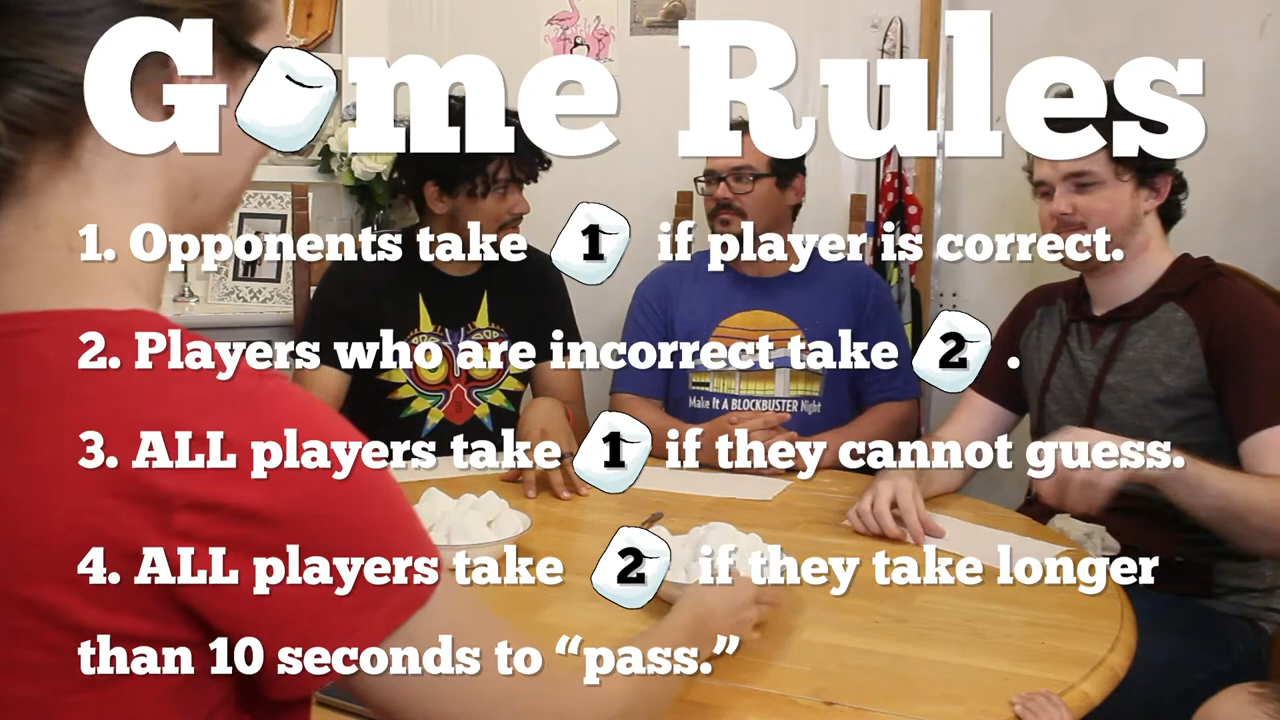 Game Rules
1. Opponents take 1 if player is correct.
2. Players who are incorrect take 2 .
3. ALL players take 1 if they cannot guess.
4. ALL players take 2 if they take longer
than 10 seconds to “pass.”
Make It A BLOCKBUSTER Night